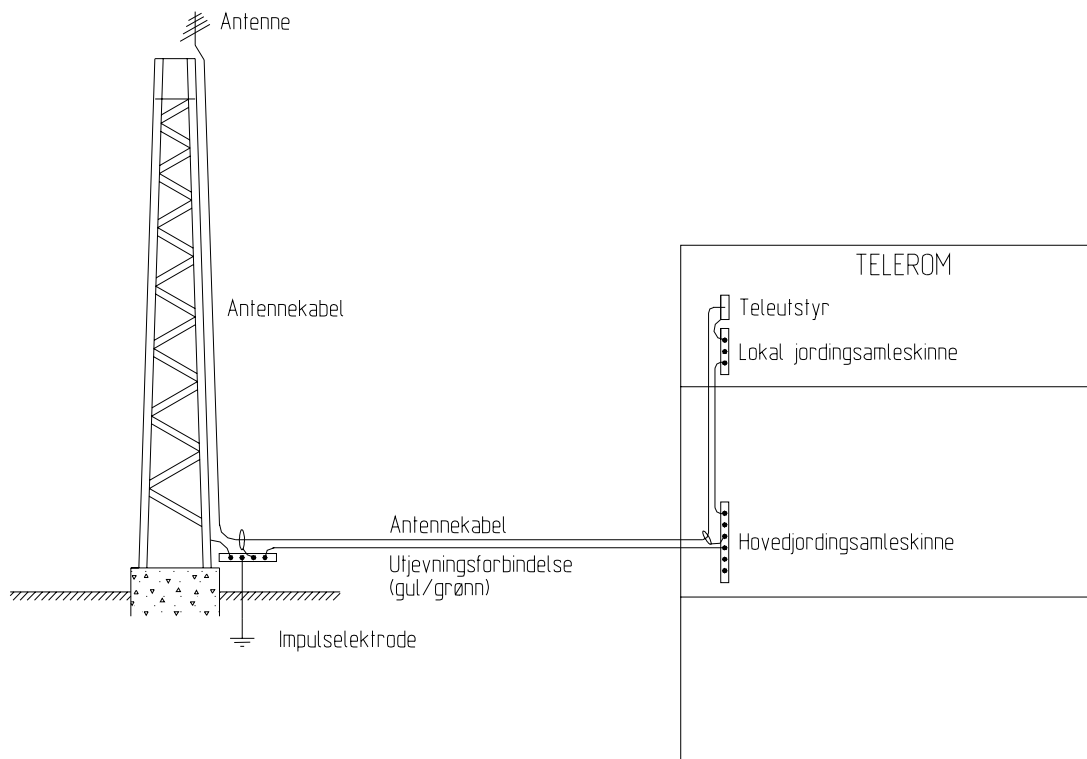 Antenne
TELEROM
Antennekabel
Teleutstyr
Lokal jordingsamleskinne
Antennekabel
Hovedjordingsamleskinne
Utjevningsforbindelse
(gul/grønn)
Impulselektrode